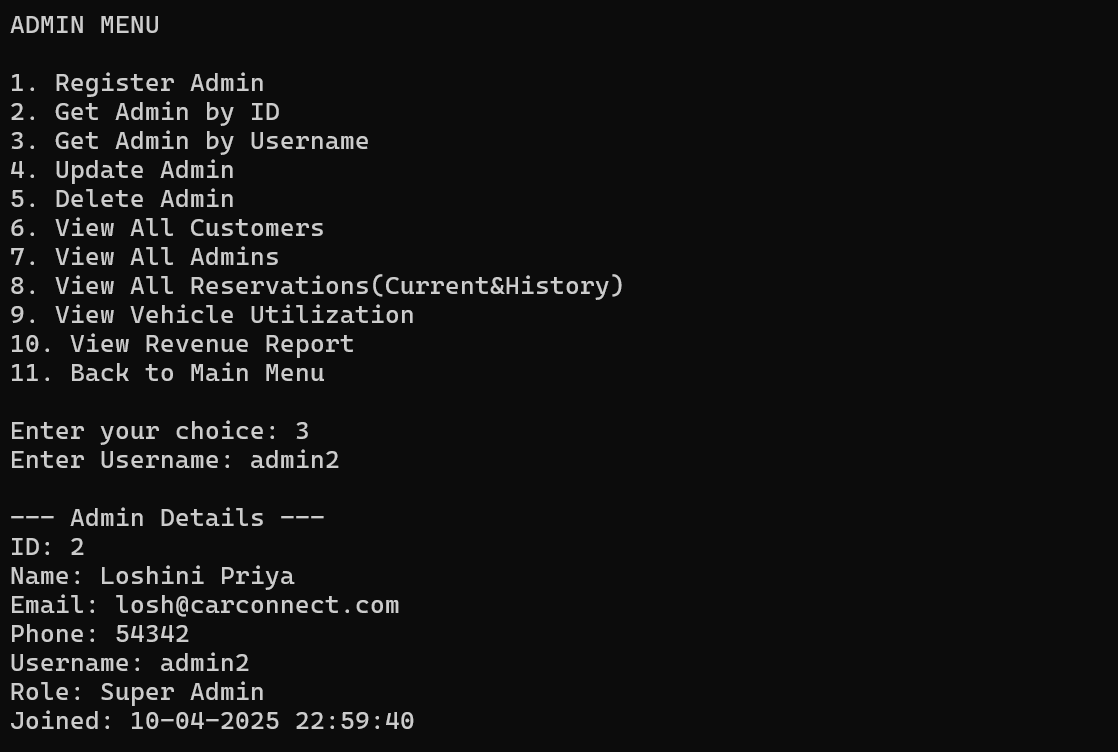 ADMIN MENU
1. Register Admin
2. Get Admin by ID
3. Get Admin by Username
4. Update Admin
5. Delete Admin
6. View All Customers
7. View All Admins
8. View All Reservations(Current&History)
9. View Vehicle Utilization
10. View Revenue Report
11. Back to Main Menu
Enter your choice: 3
Enter Username: admin2
--- Admin Details ---
ID: 2
Name: Loshini Priya
Email: losh@carconnect.com
Phone: 54342
Username: admin2
Role: Super Admin
Joined: 10-04-2025 22:59:40